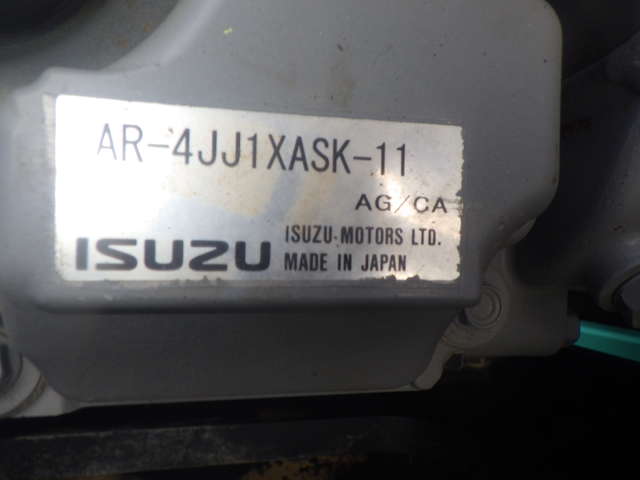 AR-4JJ1XASK-11
AG/CA
ISUZU ISUZU MOTORS LTD.
MADE IN JAPAN